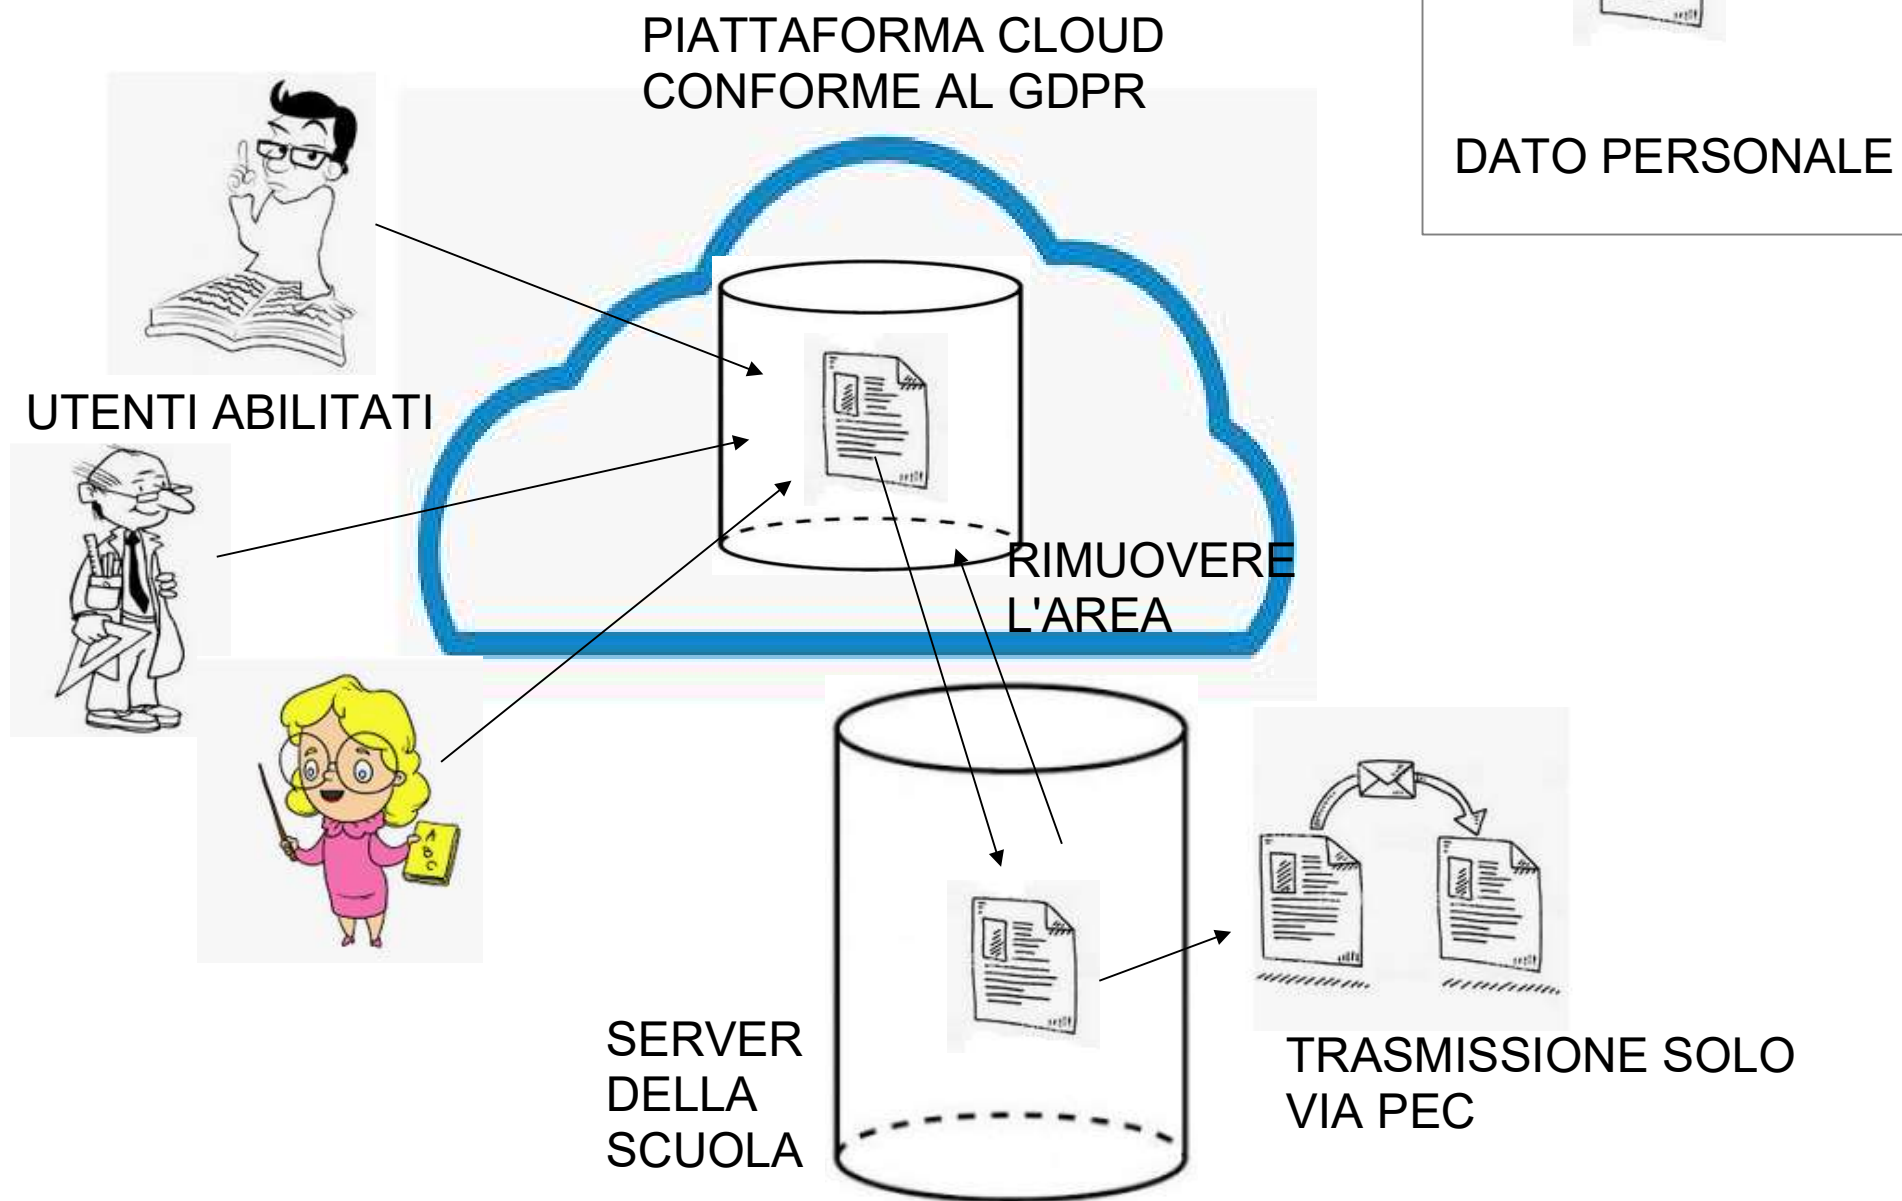 PIATTAFORMA CLOUD
CONFORME AL GDPR
DATO PERSONALE
UTENTI ABILITATI
RIMUOVERE
L'AREA
A
B
C
SERVER
DELLA
SCUOLA
TRASMISSIONE SOLO
VIA PEC